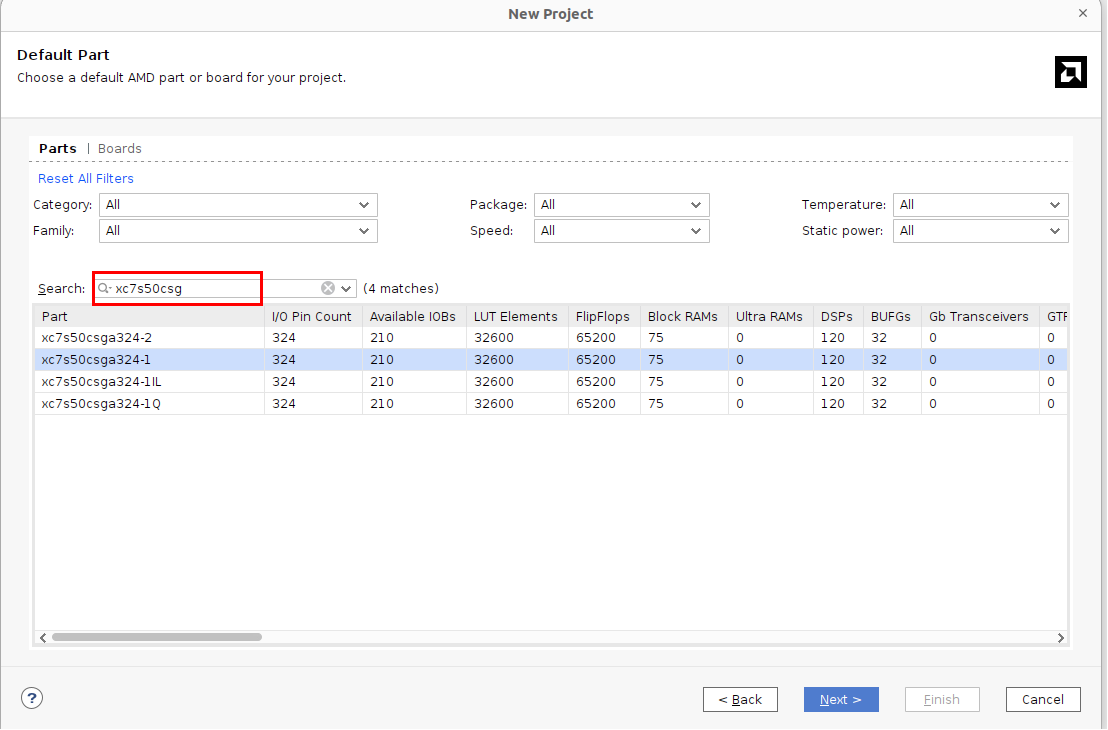 New Project
Default Part
Choose a default AMD part or board for your project.
Parts | Boards
Reset All Filters
Category: All Package: All Temperature: All
Family: All Speed: All Static power: All
Search: xc7s50csg (4 matches)
Part I/O Pin Count Available IOBs LUT Elements FlipFlops Block RAMs Ultra RAMs DSPs BUFGs Gb Transceivers
xc7s50csga324-2 324 210 32600 65200 75 0 120 32 0 0
xc7s50csga324-1 324 210 32600 65200 75 0 120 32 0 0
xc7s50csga324-1IL 324 210 32600 65200 75 0 120 32 0 0
xc7s50csga324-1Q 324 210 32600 65200 75 0 120 32 0 0
? < Back Next > Finish Cancel